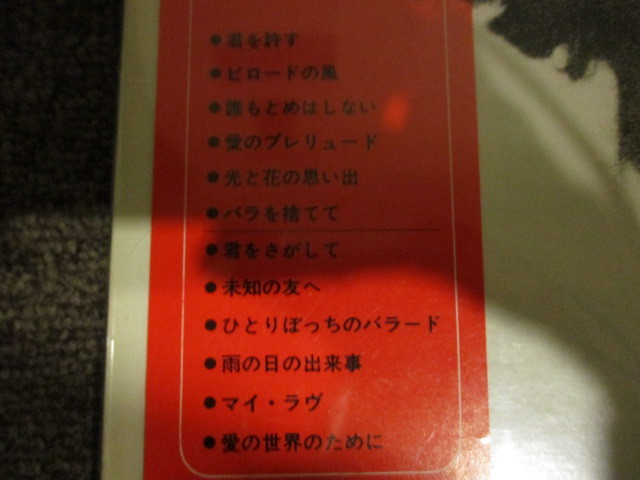 ●君を許す
●ビロードの風
●誰もとめはしない
●愛のプレリュード
●光と花の思い出
●バラを捨てて
●君をさがして
●未知の友へ
●ひとりぼっちのバラード
●雨の日の出来事
●マイ・ラヴ
●愛の世界のために